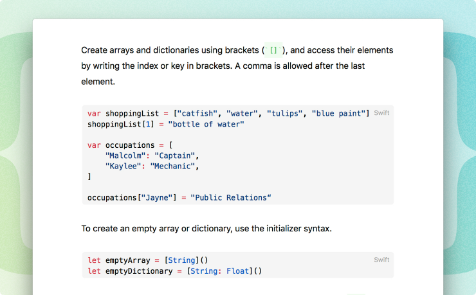 Create arrays and dictionaries using brackets ( [] ), and access their elements
by writing the index or key in brackets. A comma is allowed after the last
element.
var shoppingList = ["catfish", "water", "tulips", "blue paint"] Swift
shoppingList[1] = "bottle of water"
var occupations = [
"Malcolm": "Captain",
"Kaylee": "Mechanic",
]
occupations["Jayne"] = "Public Relations"
To create an empty array or dictionary, use the initializer syntax.
let emptyArray = [String]() Swift
let emptyDictionary = [String: Float]()